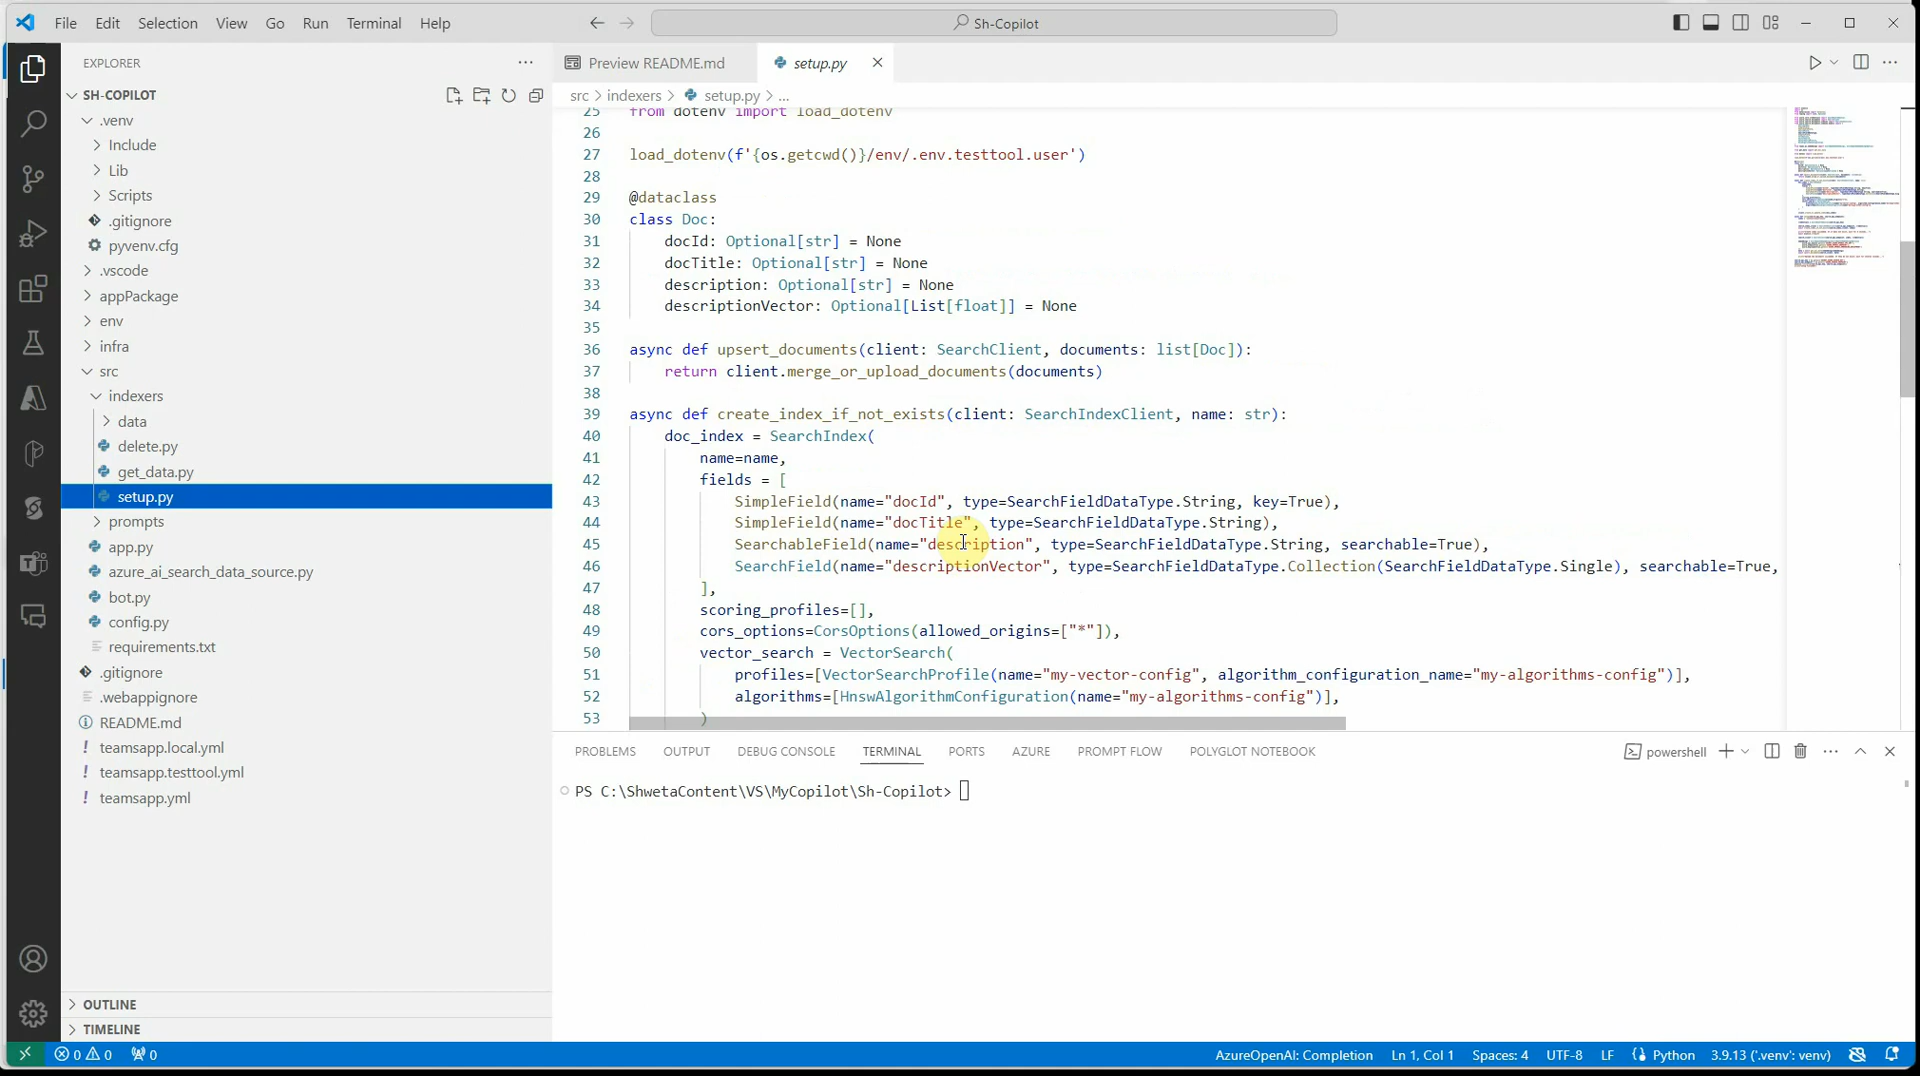 File Edit Selection View Go Run Terminal Help
Sh-Copilot
EXPLORER
SH-COPILOT
.venv
Include
Lib
Scripts
.gitignore
pyvenv.cfg
.vscode
appPackage
env
infra
src
indexers
data
delete.py
get_data.py
setup.py
prompts
app.py
azure_ai_search_data_source.py
bot.py
config.py
requirements.txt
.gitignore
.webappignore
README.md
teamsapp.local.yml
teamsapp.testtool.yml
teamsapp.yml
OUTLINE
TIMELINE
Preview README.md setup.py
src > indexers > setup.py > ...
25 from dotenv import load_dotenv
26
27 load_dotenv(f'{os.getcwd()}/env/.env.testtool.user')
28
29 @dataclass
30 class Doc:
31 docId: Optional[str] = None
32 docTitle: Optional[str] = None
33 description: Optional[str] = None
34 descriptionVector: Optional[List[float]] = None
35
36 async def upsert_documents(client: SearchClient, documents: list[Doc]):
37 return client.merge_or_upload_documents(documents)
38
39 async def create_index_if_not_exists(client: SearchIndexClient, name: str):
40 doc_index = SearchIndex(
41 name=name,
42 fields = [
43 SimpleField(name="docId", type=SearchFieldDataType.String, key=True),
44 SimpleField(name="docTitle", type=SearchFieldDataType.String),
45 SearchableField(name="description", type=SearchFieldDataType.String, searchable=True),
46 SearchField(name="descriptionVector", type=SearchFieldDataType.Collection(SearchFieldDataType.Single), searchable=True,
47 ],
48 scoring_profiles=[],
49 cors_options=CorsOptions(allowed_origins=["*"]),
50 vector_search = VectorSearch(
51 profiles=[VectorSearchProfile(name="my-vector-config", algorithm_configuration_name="my-algorithms-config")],
52 algorithms=[HnswAlgorithmConfiguration(name="my-algorithms-config")],
53 )
PROBLEMS OUTPUT DEBUG CONSOLE TERMINAL PORTS AZURE PROMPT FLOW POLYGLOT NOTEBOOK
powershell
PS C:\ShwetaContent\VS\MyCopilot\Sh-Copilot>
0 0 0
AzureOpenAI: Completion Ln 1, Col 1 Spaces: 4 UTF-8 LF Python 3.9.13 ('.venv': venv)